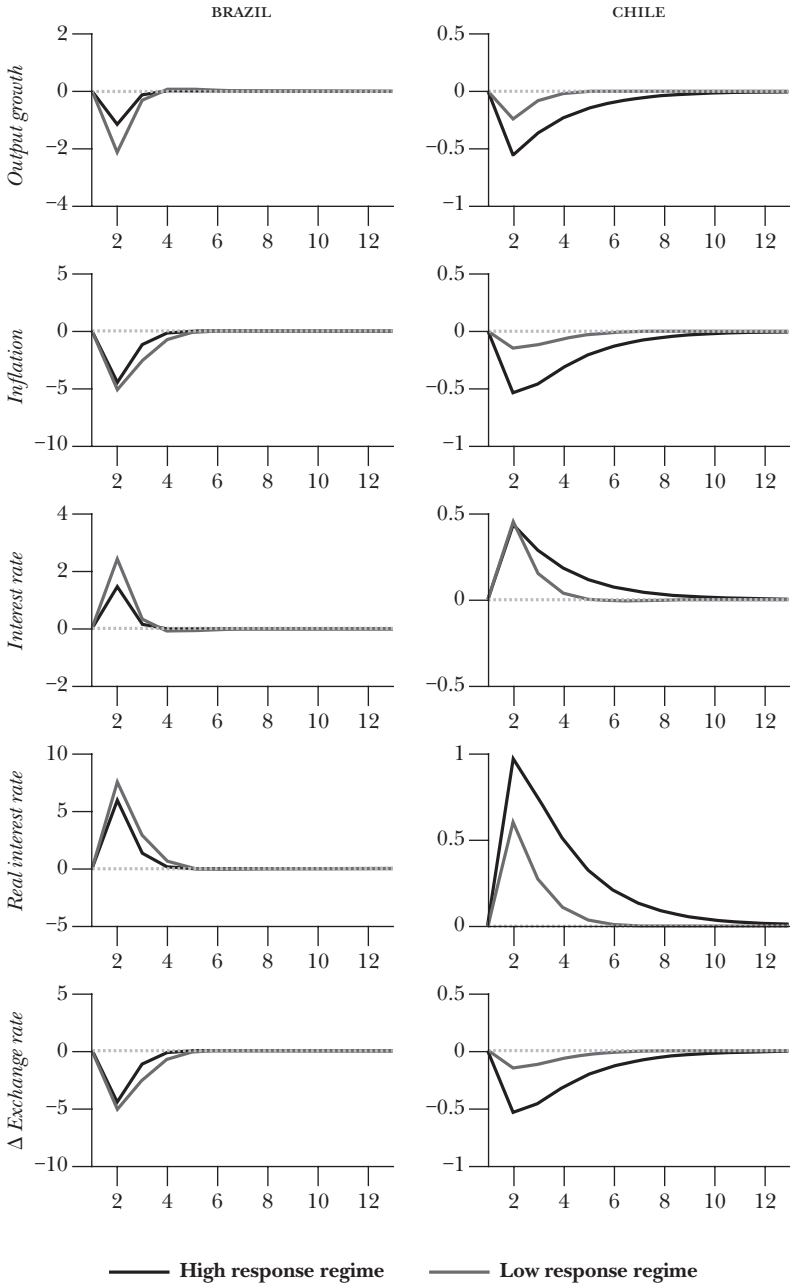 BRAZIL
CHILE
Output growth
2
0
−2
−4
2 4 6 8 10 12
0.5
0
−0.5
−1
2 4 6 8 10 12
Inflation
5
0
−5
−10
2 4 6 8 10 12
0.5
0
−0.5
−1
2 4 6 8 10 12
Interest rate
4
2
0
−2
2 4 6 8 10 12
0.5
0
−0.5
2 4 6 8 10 12
Real interest rate
10
5
0
−5
2 4 6 8 10 12
1
0.5
0
2 4 6 8 10 12
Δ Exchange rate
5
0
−5
−10
2 4 6 8 10 12
0.5
0
−0.5
−1
2 4 6 8 10 12
High response regime
Low response regime